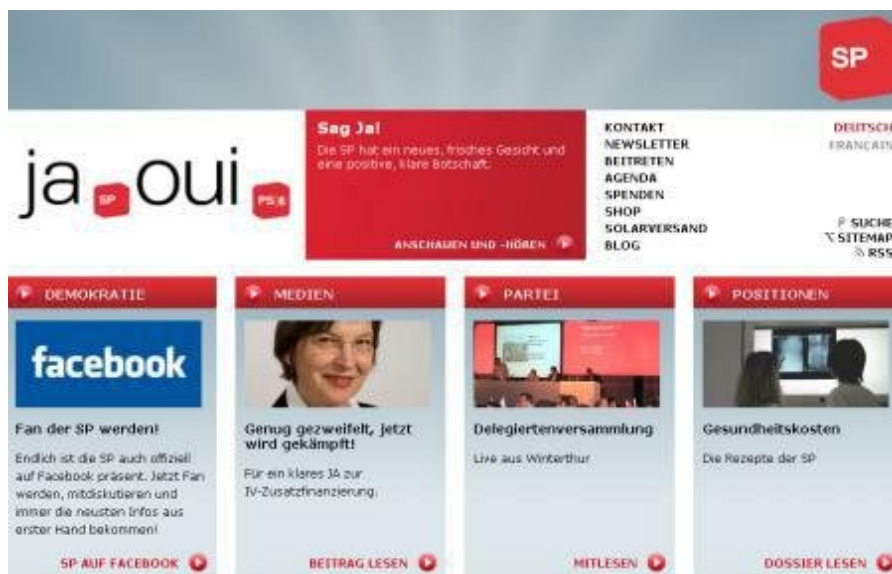 SP
ja SP oui PS
Sag Ja!
Die SP hat ein neues, frisches Gesicht und
eine positive, klare Botschaft.
ANSCHAUEN UND -HÖREN
KONTAKT
NEWSLETTER
BEITRETEN
AGENDA
SPENDEN
SHOP
SOLARVERSAND
BLOG
DEUTSCH
FRANÇAIS
SUCHE
SITEMAP
RSS
DEMOKRATIE
facebook
Fan der SP werden!
Endlich ist die SP auch offiziell
auf Facebook präsent. Jetzt Fan
werden, mitdiskutieren und
immer die neusten Infos aus
erster Hand bekommen!
SP AUF FACEBOOK
MEDIEN
Genug gezweifelt, jetzt
wird gekämpft!
Für ein klares JA zur
IV-Zusatzfinanzierung.
BEITRAG LESEN
PARTEI
Delegiertenversammlung
Live aus Winterthur
MITLESEN
POSITIONEN
Gesundheitskosten
Die Rezepte der SP
DOSSIER LESEN